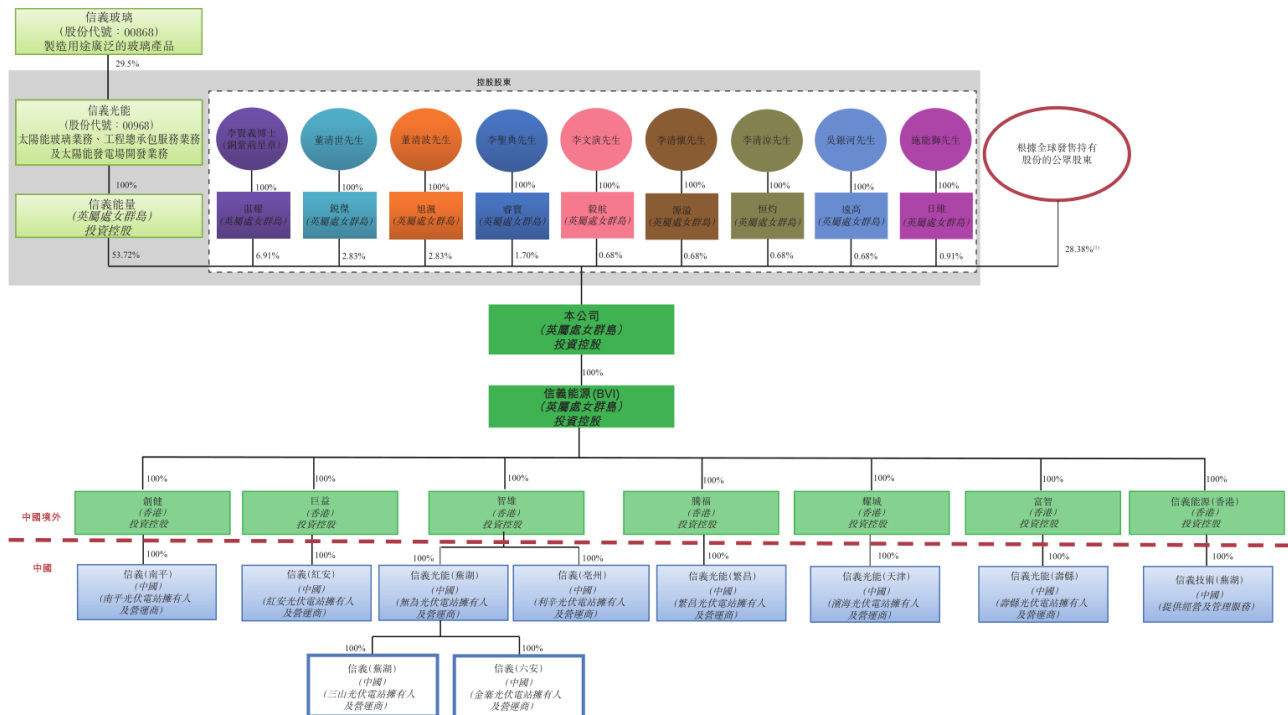 信義玻璃
(股份代號：00868)
製造用途廣泛的玻璃產品
29.5%
控股股東
信義光能
(股份代號：00968)
太陽能玻璃業務、工程總承包服務業務
及太陽能發電場開發業務
李賢義博士
(銅紫荊星章)
董清世先生
董清波先生
李聖典先生
李文演先生
李清懷先生
李清涼先生
吳銀河先生
施能獅先生
根據全球發售持有
股份的公眾股東
100%
100%
100%
100%
100%
100%
100%
100%
100%
100%
信義能量
(英屬處女群島)
投資控股
湛耀
(英屬處女群島)
銳傑
(英屬處女群島)
旭風
(英屬處女群島)
睿寶
(英屬處女群島)
毅航
(英屬處女群島)
源溢
(英屬處女群島)
恒灼
(英屬處女群島)
遠高
(英屬處女群島)
日維
(英屬處女群島)
53.72%
6.91%
2.83%
2.83%
1.70%
0.68%
0.68%
0.68%
0.68%
0.91%
28.38%⁽¹⁾
本公司
(英屬處女群島)
投資控股
100%
信義能源(BVI)
(英屬處女群島)
投資控股
100%
100%
100%
100%
100%
100%
100%
創健
(香港)
投資控股
巨益
(香港)
投資控股
智雄
(香港)
投資控股
騰福
(香港)
投資控股
耀城
(香港)
投資控股
富智
(香港)
投資控股
信義能源(香港)
(香港)
投資控股
中國境外
中國
100%
100%
100%
100%
100%
100%
100%
100%
信義(南平)
(中國)
(南平光伏電站擁有人
及營運商)
信義(紅安)
(中國)
(紅安光伏電站擁有人
及營運商)
信義光能(蕪湖)
(中國)
(無為光伏電站擁有人
及營運商)
信義(亳州)
(中國)
(利辛光伏電站擁有人
及營運商)
信義光能(繁昌)
(中國)
(繁昌光伏電站擁有人
及營運商)
信義光能(天津)
(中國)
(濱海光伏電站擁有人
及營運商)
信義光能(壽縣)
(中國)
(壽縣光伏電站擁有人
及營運商)
信義技術(蕪湖)
(中國)
(提供經營及管理服務)
100%
100%
信義(蕪湖)
(中國)
(三山光伏電站擁有人
及營運商)
信義(六安)
(中國)
(金寨光伏電站擁有人
及營運商)